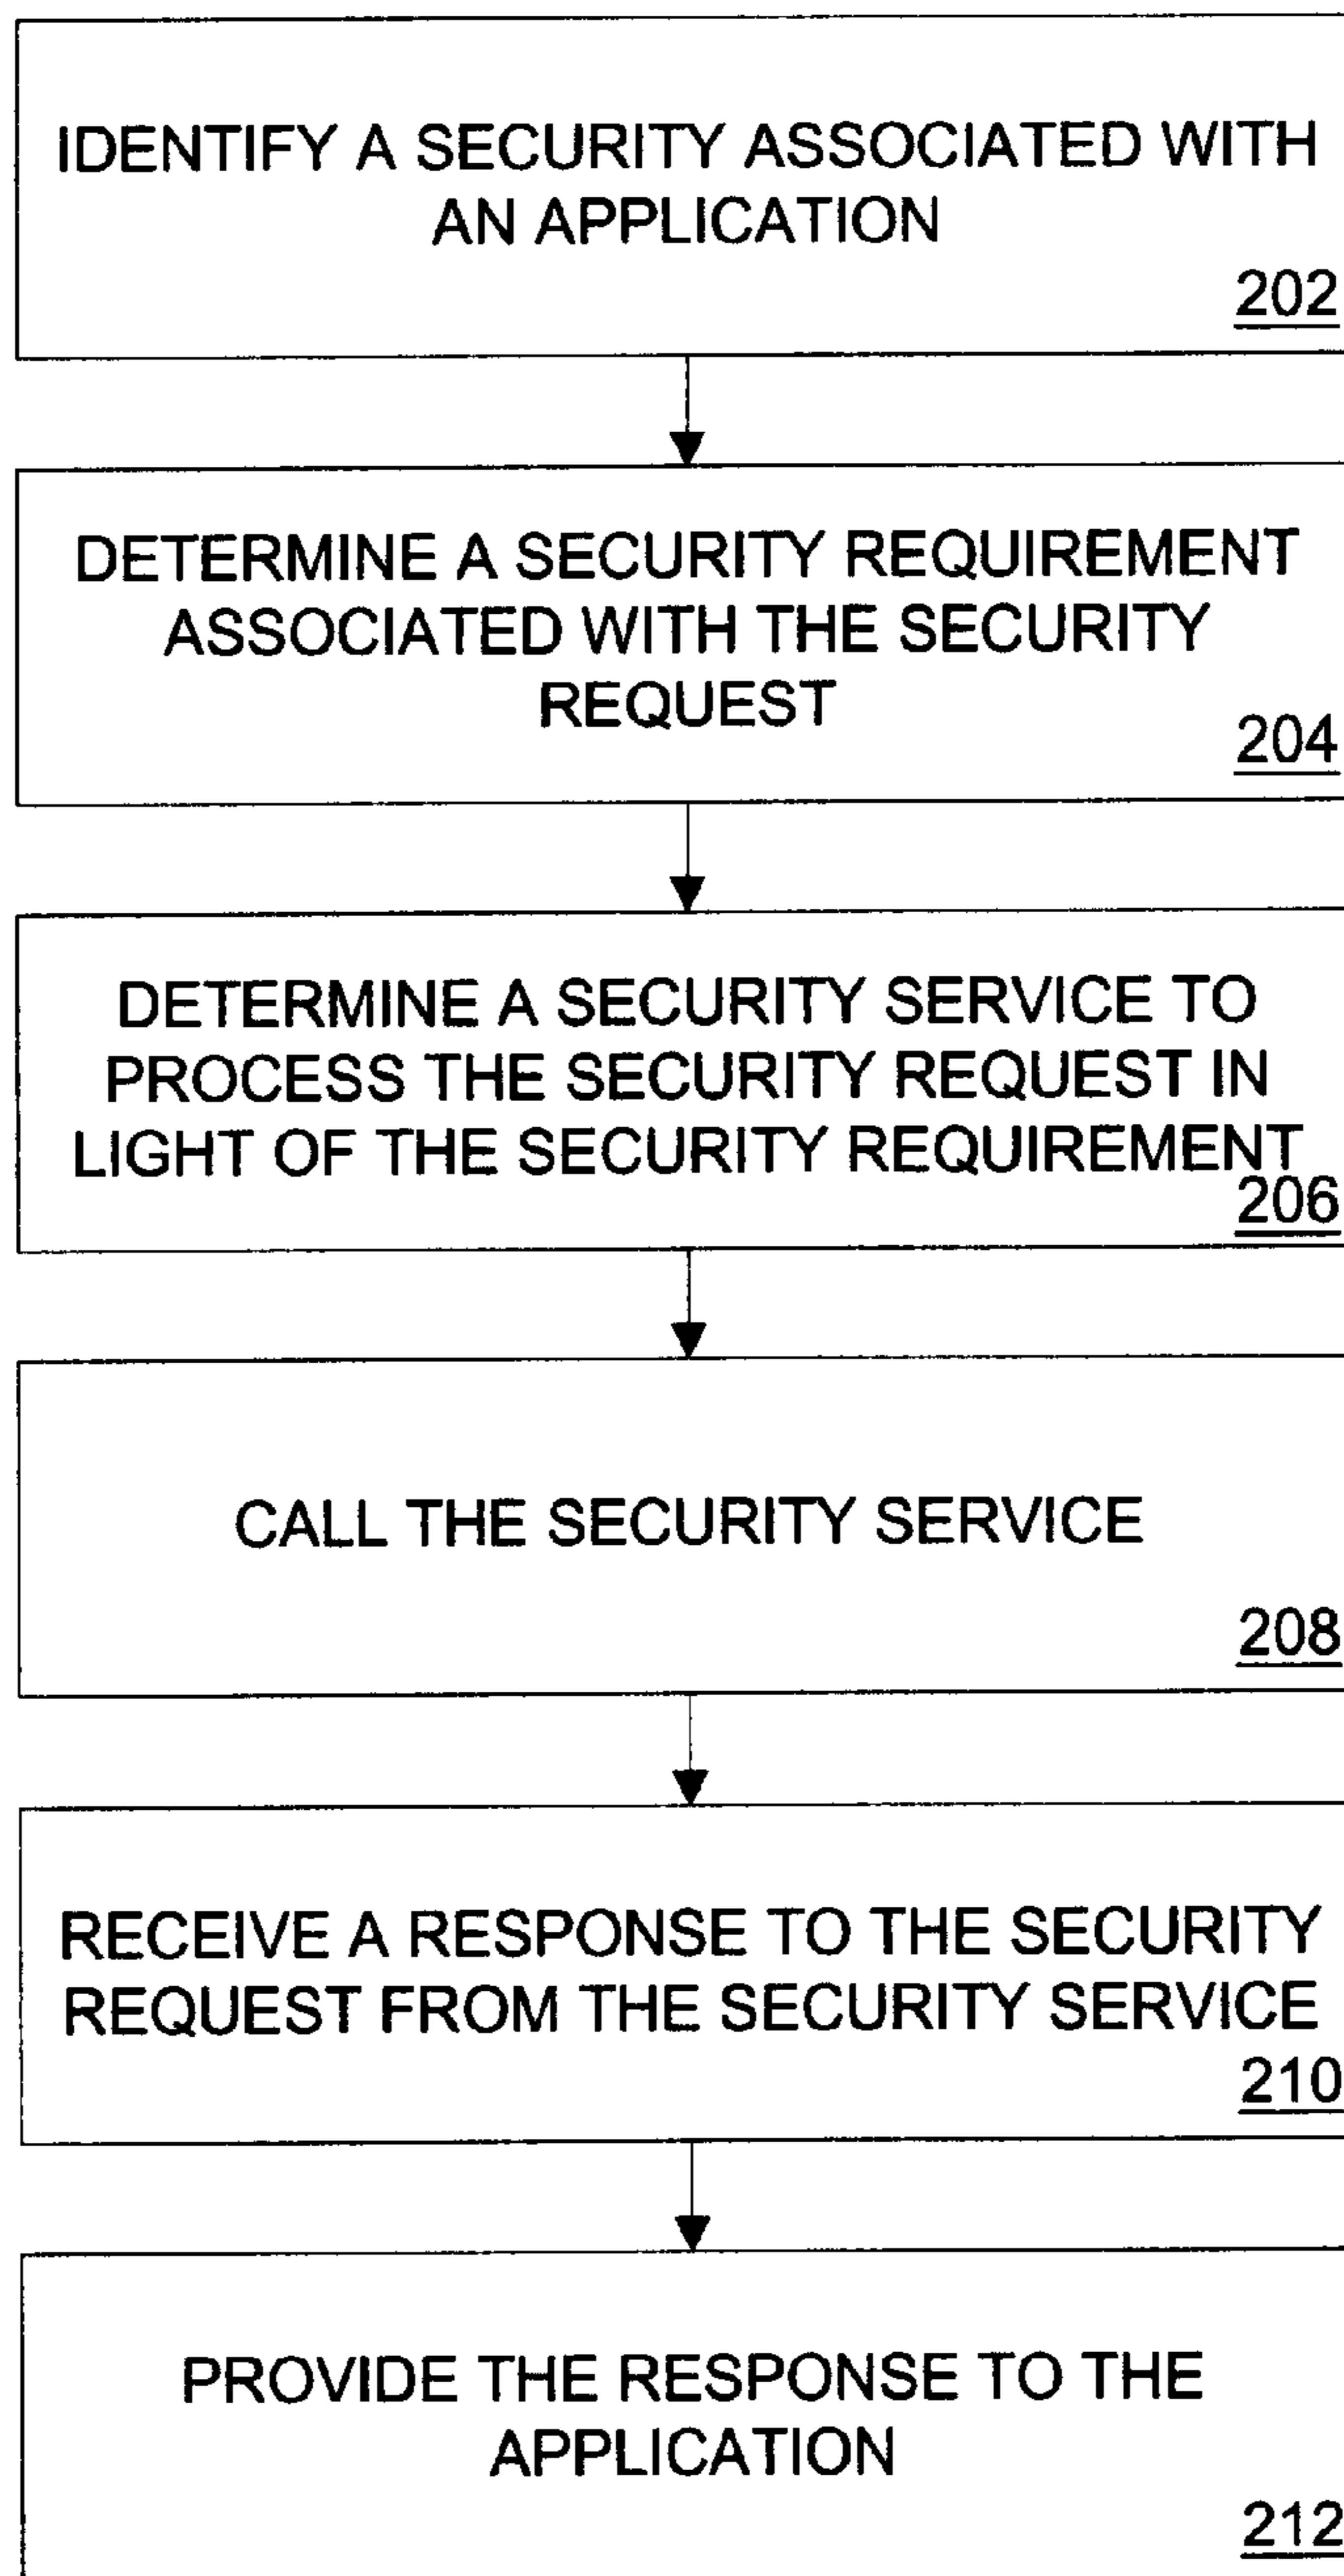 IDENTIFY A SECURITY ASSOCIATED WITH
AN APPLICATION
202
DETERMINE A SECURITY REQUIREMENT
ASSOCIATED WITH THE SECURITY
REQUEST
204
DETERMINE A SECURITY SERVICE TO
PROCESS THE SECURITY REQUEST IN
LIGHT OF THE SECURITY REQUIREMENT
206
CALL THE SECURITY SERVICE
208
RECEIVE A RESPONSE TO THE SECURITY
REQUEST FROM THE SECURITY SERVICE
210
PROVIDE THE RESPONSE TO THE
APPLICATION
212